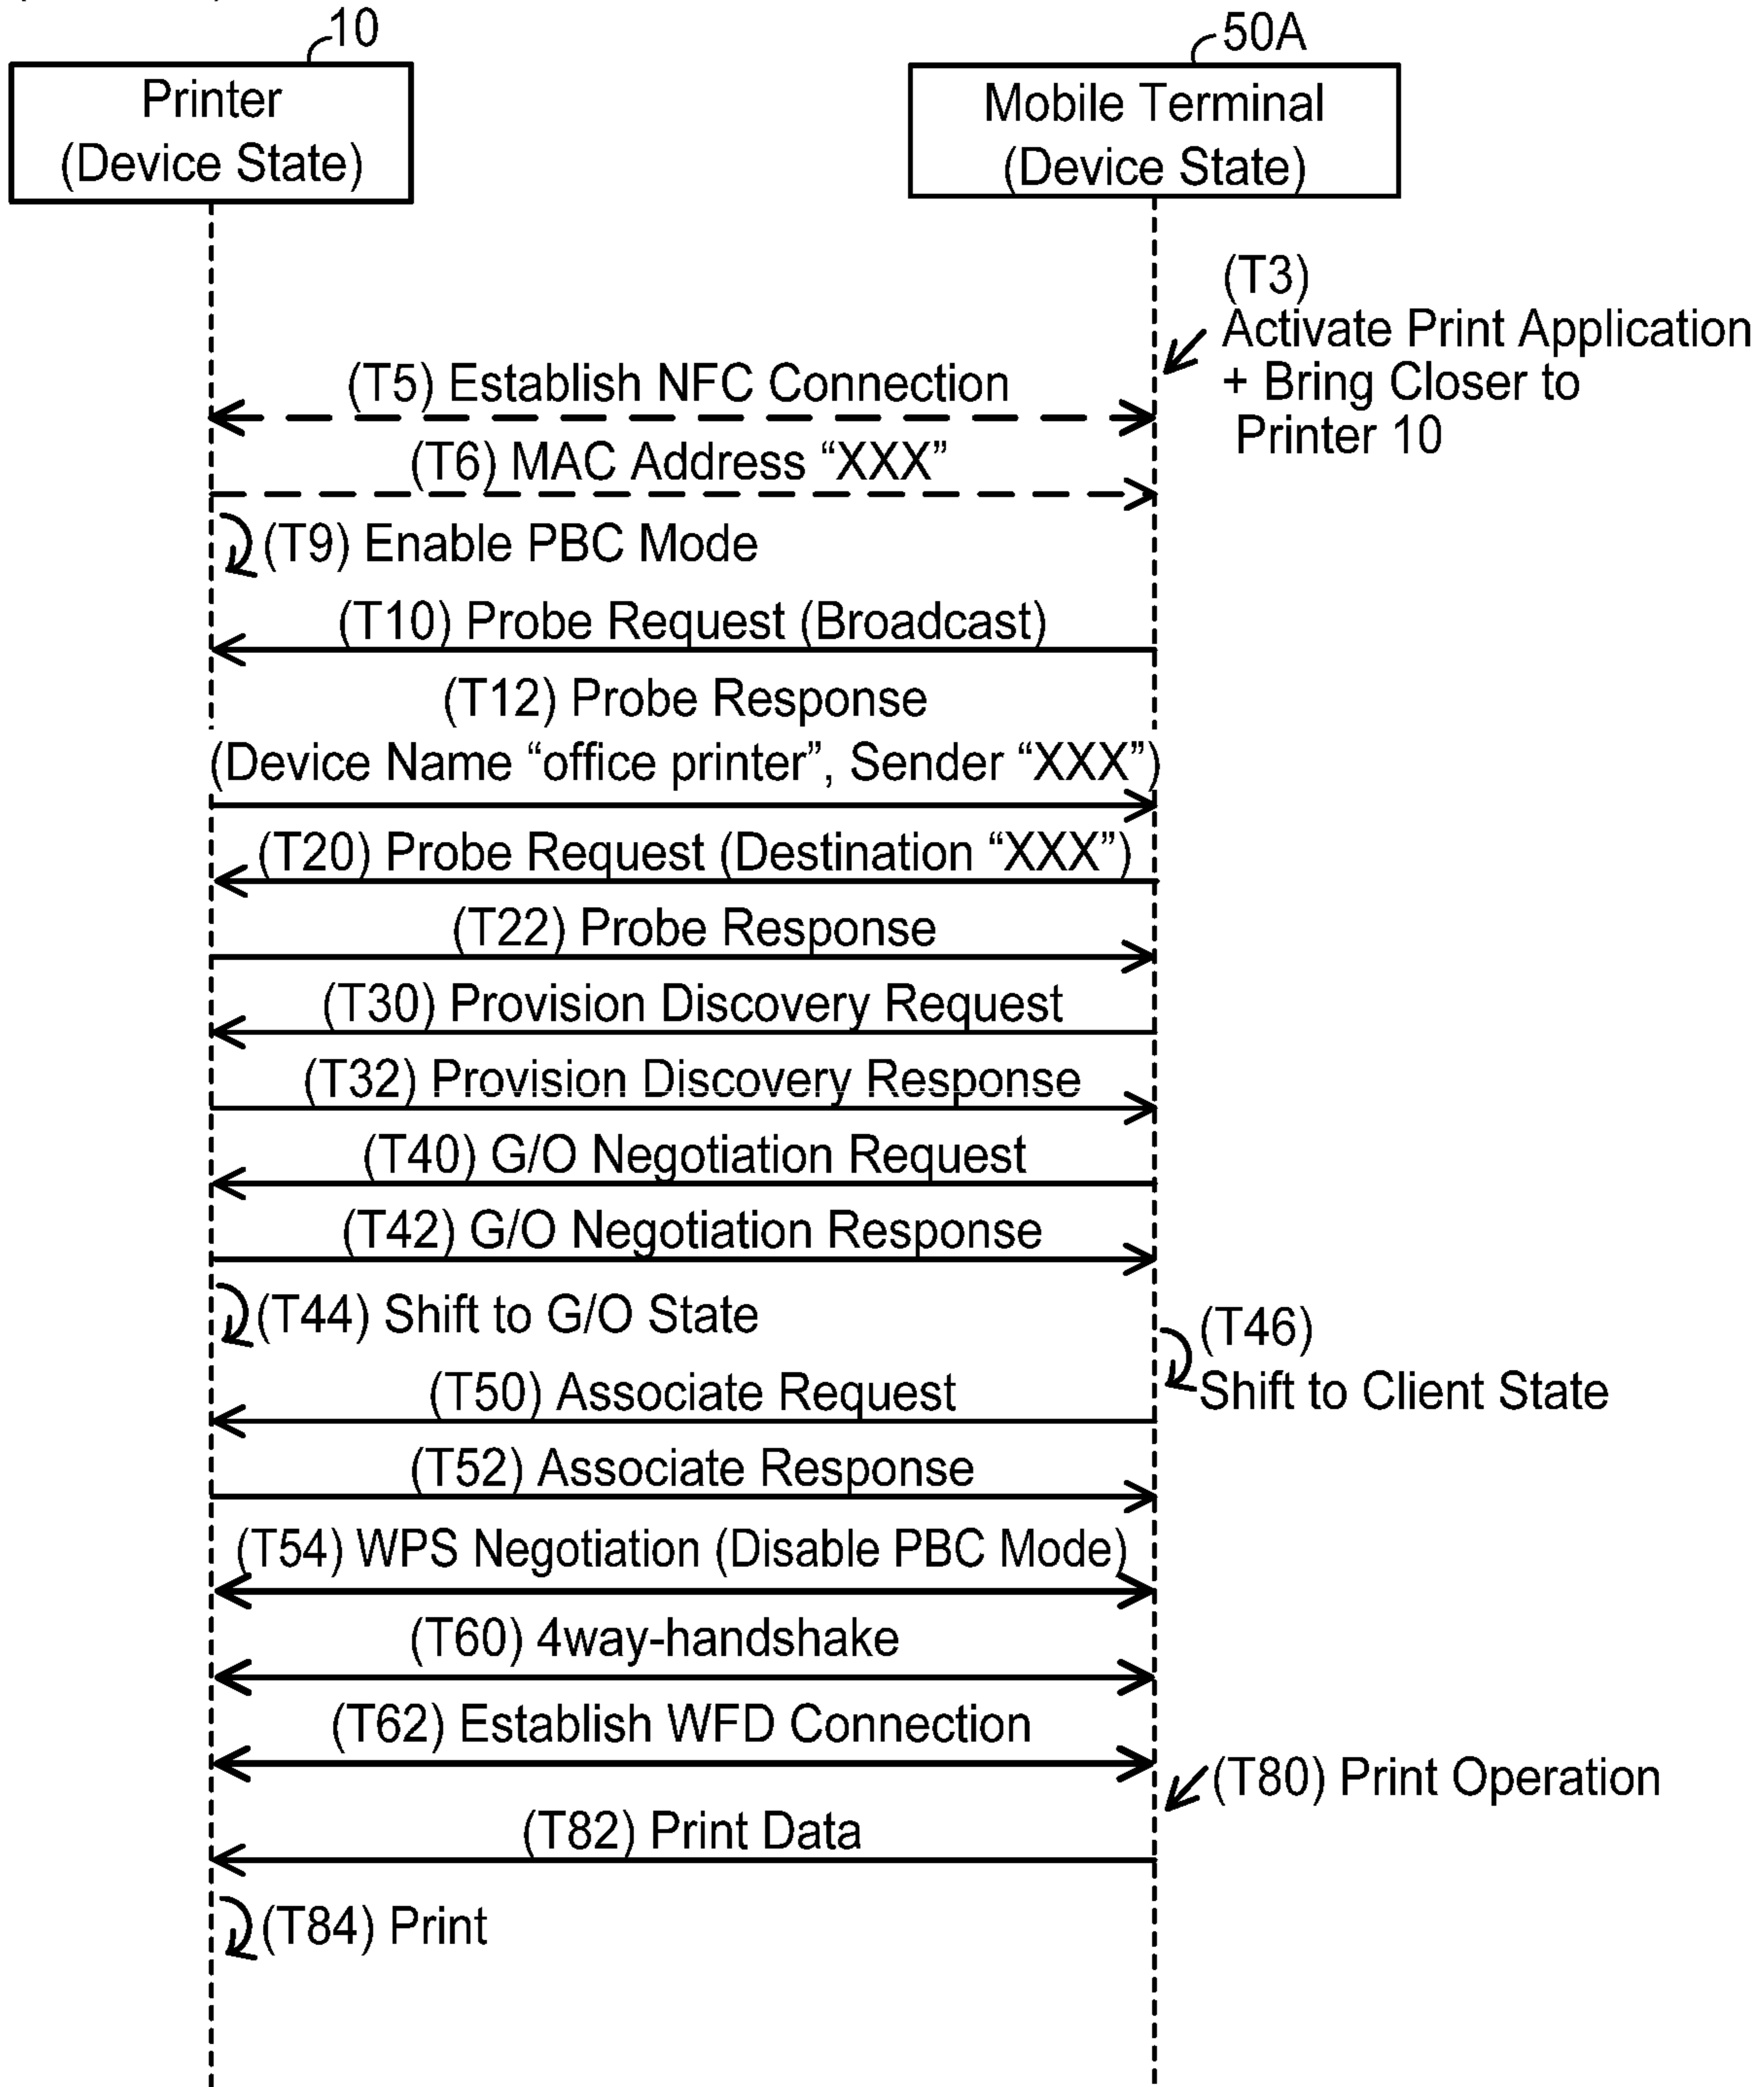 10
50A
Printer
(Device State)
Mobile Terminal
(Device State)
(T3)
Activate Print Application
+ Bring Closer to
Printer 10
(T5) Establish NFC Connection
(T6) MAC Address “XXX”
(T9) Enable PBC Mode
(T10) Probe Request (Broadcast)
(T12) Probe Response
(Device Name “office printer”, Sender “XXX”)
(T20) Probe Request (Destination “XXX”)
(T22) Probe Response
(T30) Provision Discovery Request
(T32) Provision Discovery Response
(T40) G/O Negotiation Request
(T42) G/O Negotiation Response
(T44) Shift to G/O State
(T46)
Shift to Client State
(T50) Associate Request
(T52) Associate Response
(T54) WPS Negotiation (Disable PBC Mode)
(T60) 4way-handshake
(T62) Establish WFD Connection
(T80) Print Operation
(T82) Print Data
(T84) Print